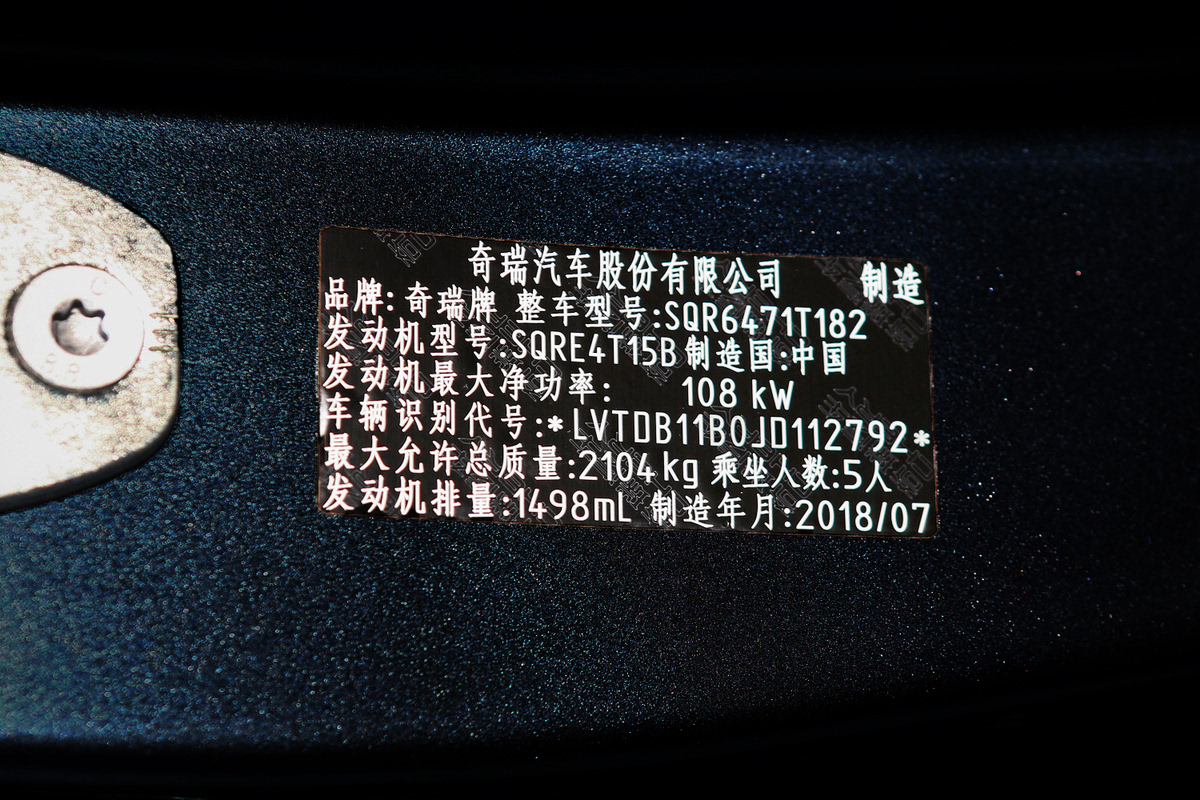 奇瑞汽车股份有限公司 制造
品牌:奇瑞牌 整车型号:SQR6471T182
发动机型号:SQRE4T15B 制造国:中国
发动机最大净功率: 108 kW
车辆识别代号:*LVTDB11B0JD112792*
最大允许总质量:2104kg 乘坐人数:5人
发动机排量:1498mL 制造年月:2018/07